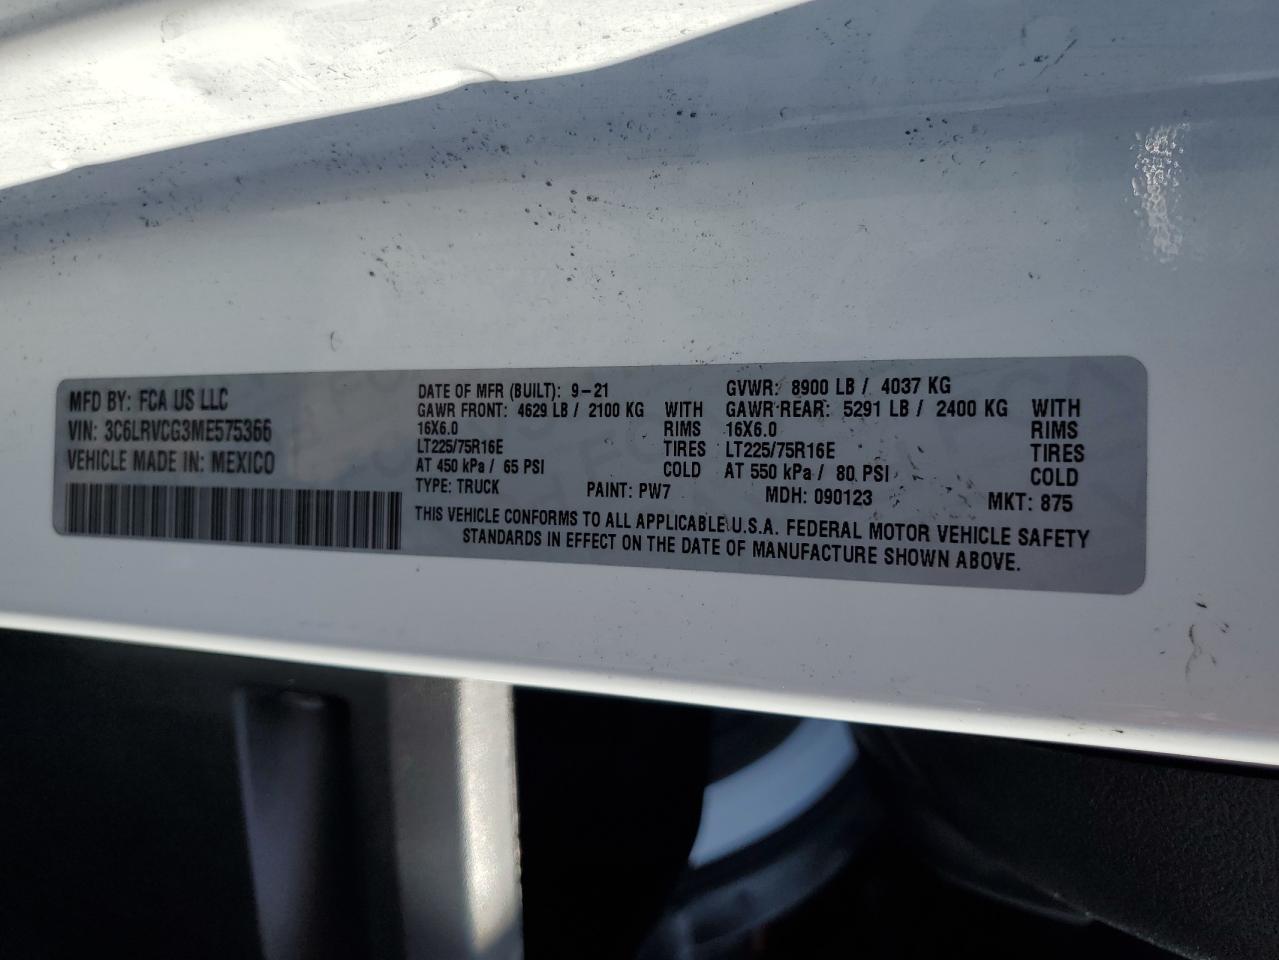 MFD BY: FCA US LLC
VIN: 3C6LRVCG3ME575366
VEHICLE MADE IN: MEXICO
DATE OF MFR (BUILT): 9-21
GVWR: 8900 LB / 4037 KG
GAWR FRONT: 4629 LB / 2100 KG WITH
16X6.0 RIMS
LT225/75R16E TIRES
AT 450 kPa / 65 PSI COLD
GAWR REAR: 5291 LB / 2400 KG WITH
16X6.0 RIMS
LT225/75R16E TIRES
AT 550 kPa / 80 PSI COLD
TYPE: TRUCK PAINT: PW7 MDH: 090123 MKT: 875
THIS VEHICLE CONFORMS TO ALL APPLICABLE U.S.A. FEDERAL MOTOR VEHICLE SAFETY
STANDARDS IN EFFECT ON THE DATE OF MANUFACTURE SHOWN ABOVE.